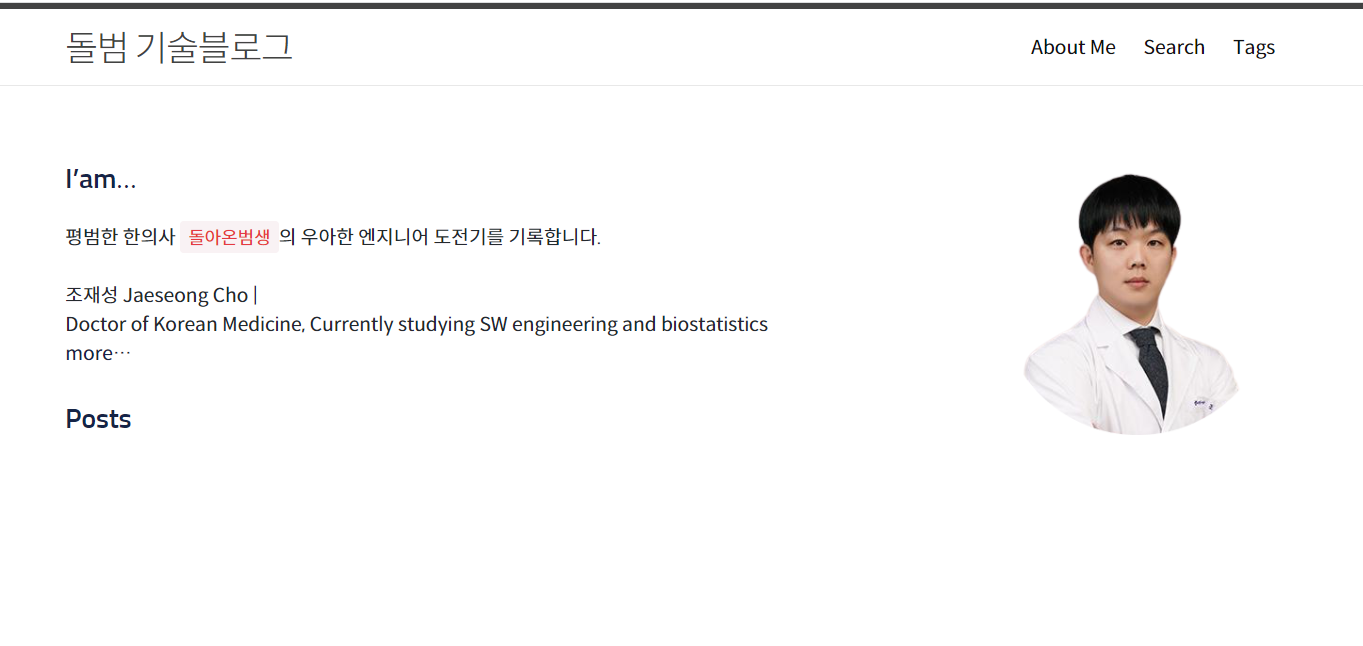 돌범 기술블로그
About Me Search Tags
I'am...
평범한 한의사 돌아온범생 의 우아한 엔지니어 도전기를 기록합니다.
조재성 Jaeseong Cho |
Doctor of Korean Medicine, Currently studying SW engineering and biostatistics
more…
Posts